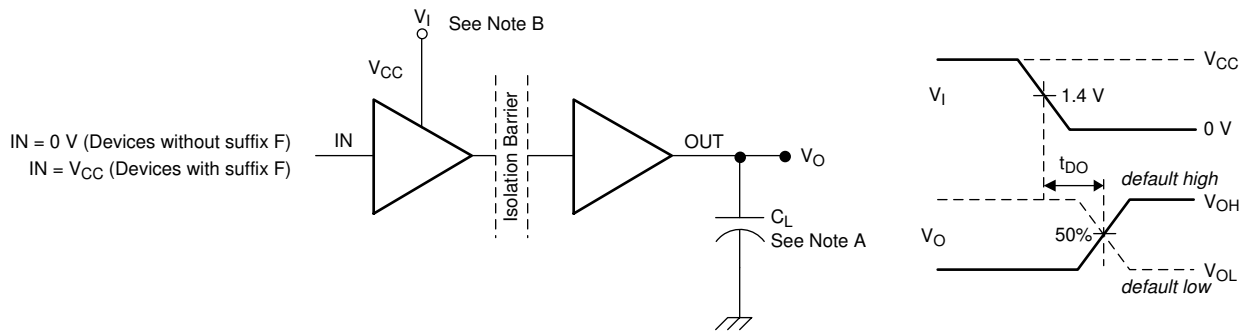 V_I
See Note B
V_CC
IN = 0 V (Devices without suffix F)
IN = V_CC (Devices with suffix F)
IN
Isolation Barrier
OUT
V_O
C_L
See Note A
V_CC
V_I
1.4 V
0 V
t_DO
default high
V_OH
V_O
50%
V_OL
default low